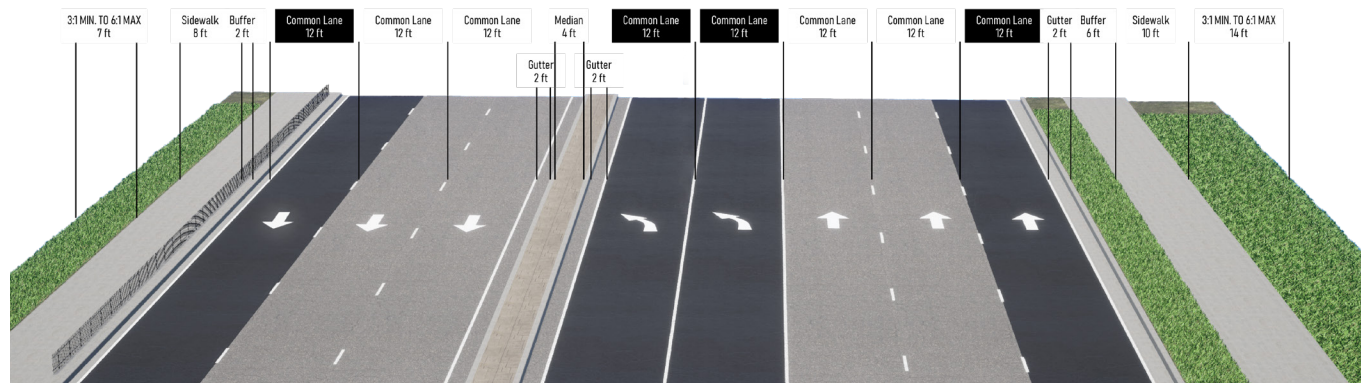 3:1 MIN. TO 6:1 MAX
7 ft
Sidewalk
8 ft
Buffer
2 ft
Common Lane
12 ft
Common Lane
12 ft
Common Lane
12 ft
Gutter
2 ft
Median
4 ft
Gutter
2 ft
Common Lane
12 ft
Common Lane
12 ft
Common Lane
12 ft
Common Lane
12 ft
Common Lane
12 ft
Gutter
2 ft
Buffer
6 ft
Sidewalk
10 ft
3:1 MIN. TO 6:1 MAX
14 ft